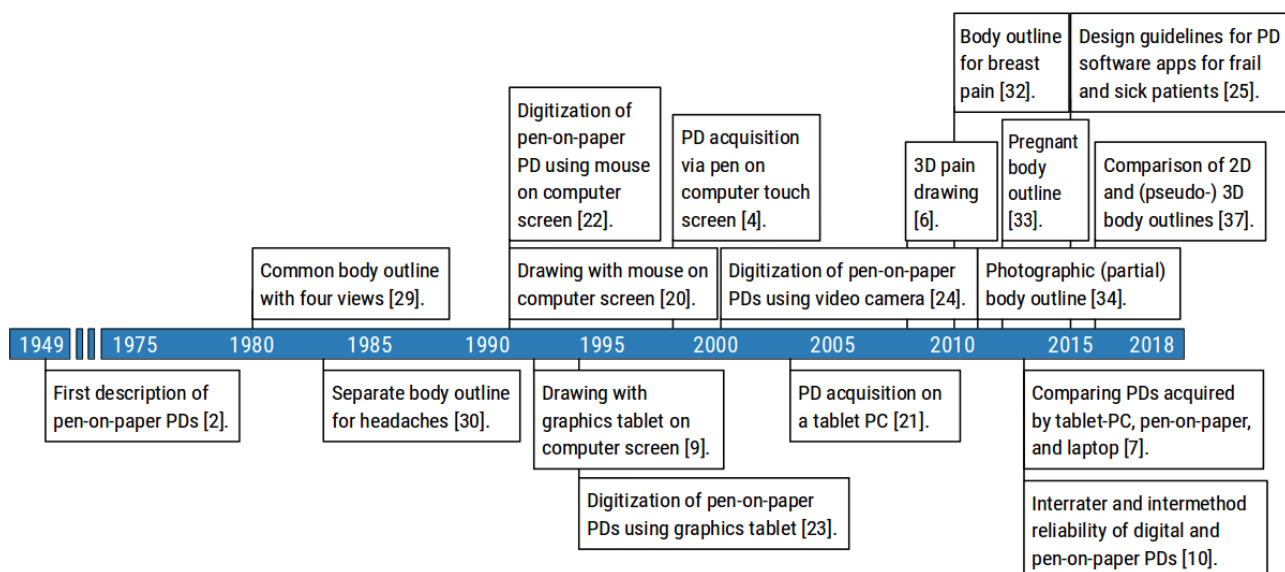 Body outline
for breast
pain [32].
Design guidelines for PD
software apps for frail
and sick patients [25].
Digitization of
pen-on-paper
PD using mouse
on computer
screen [22].
PD acquisition
via pen on
computer touch
screen [4].
3D pain
drawing
[6].
Pregnant
body
outline
[33].
Comparison of 2D
and (pseudo-) 3D
body outlines [37].
Common body outline
with four views [29].
Drawing with mouse on
computer screen [20].
Digitization of pen-on-paper
PDs using video camera [24].
Photographic (partial)
body outline [34].
1949 1975 1980 1985 1990 1995 2000 2005 2010 2015 2018
First description of
pen-on-paper PDs [2].
Separate body outline
for headaches [30].
Drawing with
graphics tablet on
computer screen [9].
PD acquisition on
a tablet PC [21].
Comparing PDs acquired
by tablet-PC, pen-on-paper,
and laptop [7].
Digitization of pen-on-paper
PDs using graphics tablet [23].
Interrater and intermethod
reliability of digital and
pen-on-paper PDs [10].